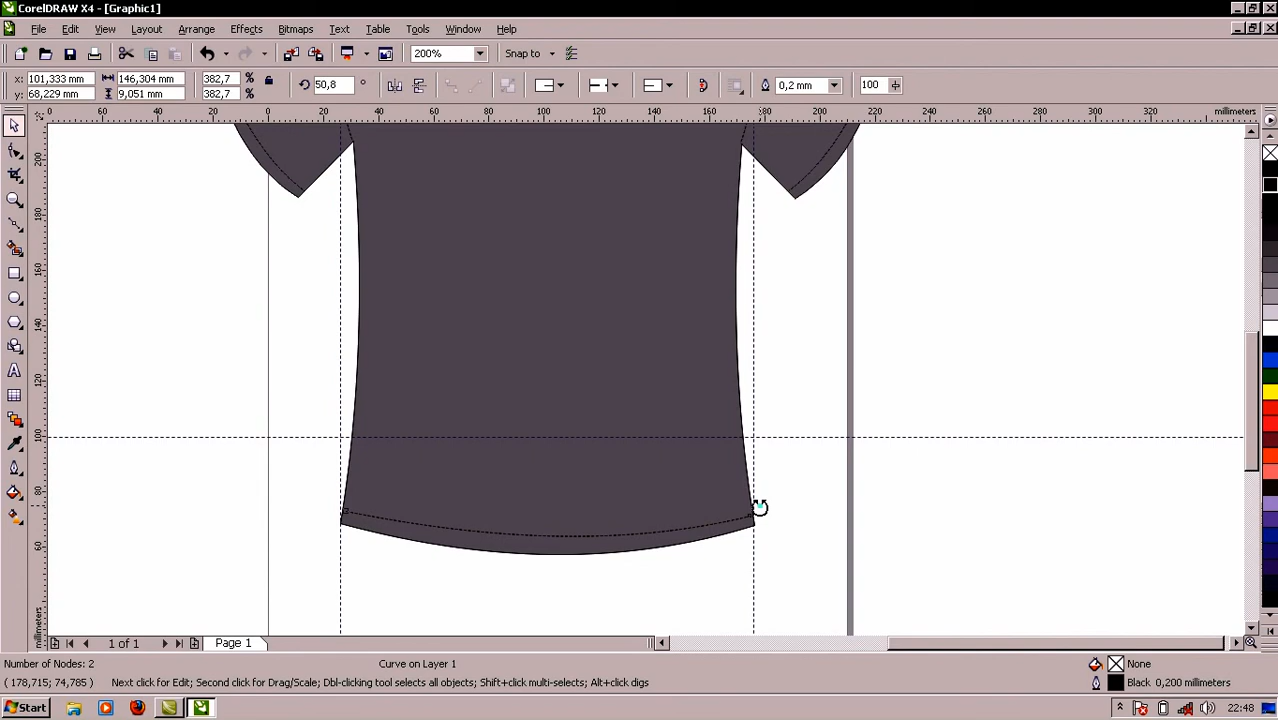 CorelDRAW X4 - [Graphic1]
File Edit View Layout Arrange Effects Bitmaps Text Table Tools Window Help
200% Snap to
x: 101,333 mm 146,304 mm 382,7 % 50,8 ° 0,2 mm 100
y: 68,229 mm 9,051 mm 382,7 %
0 60 40 20 0 20 40 60 80 100 120 140 160 180 200 220 240 260 280 300 320 millimeters
200
180
160
140
120
100
80
60
millimeters
1 of 1 Page 1
Number of Nodes: 2 Curve on Layer 1 None
(178,715; 74,785) Next click for Edit; Second click for Drag/Scale; Dbl-clicking tool selects all objects; Shift+click multi-selects; Alt+click digs Black 0,200 millimeters
Start 22:48